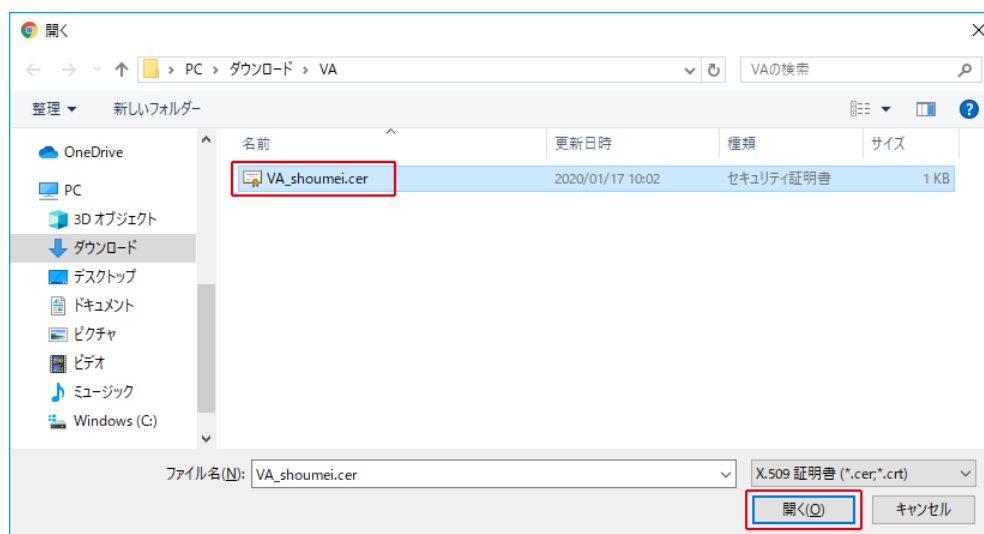 開く
PC › ダウンロード › VA
VAの検索
整理 新しいフォルダー
名前 更新日時 種類 サイズ
OneDrive
VA_shoumei.cer 2020/01/17 10:02 セキュリティ証明書 1 KB
PC
3D オブジェクト
ダウンロード
デスクトップ
ドキュメント
ピクチャ
ビデオ
ミュージック
Windows (C:)
ファイル名(N): VA_shoumei.cer X.509 証明書 (*.cer;*.crt)
開く(O) キャンセル